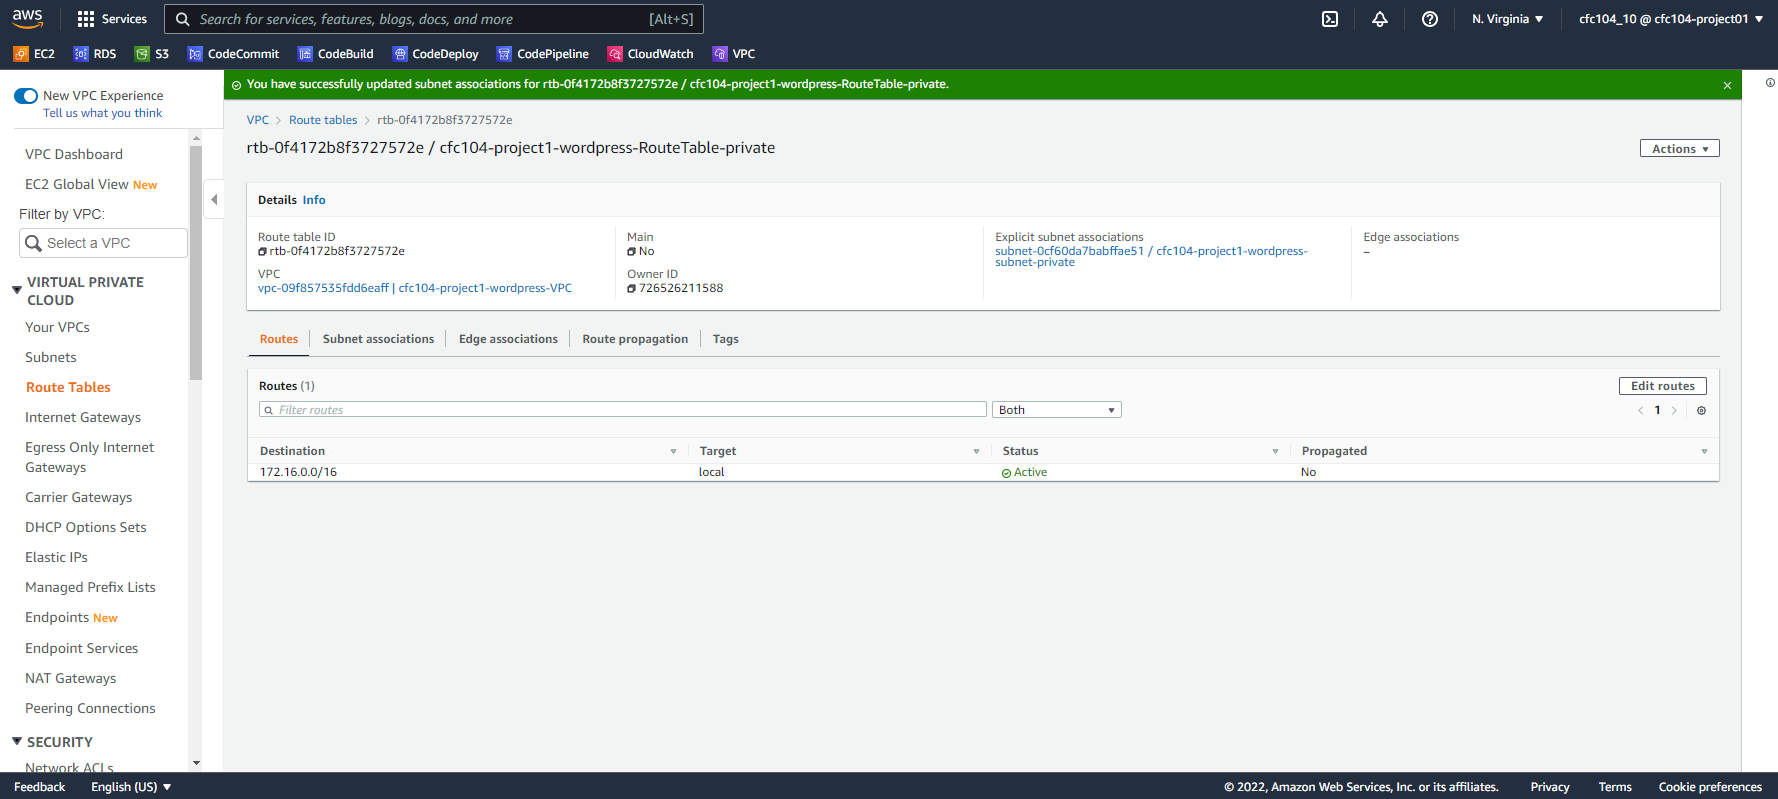 aws
Services
Search for services, features, blogs, docs, and more
[Alt+S]
N. Virginia
cfc104_10 @ cfc104-project01
EC2
RDS
S3
CodeCommit
CodeBuild
CodeDeploy
CodePipeline
CloudWatch
VPC
New VPC Experience
Tell us what you think
VPC Dashboard
EC2 Global View New
Filter by VPC:
Select a VPC
VIRTUAL PRIVATE
CLOUD
Your VPCs
Subnets
Route Tables
Internet Gateways
Egress Only Internet
Gateways
Carrier Gateways
DHCP Options Sets
Elastic IPs
Managed Prefix Lists
Endpoints New
Endpoint Services
NAT Gateways
Peering Connections
SECURITY
Network ACLs
You have successfully updated subnet associations for rtb-0f4172b8f3727572e / cfc104-project1-wordpress-RouteTable-private.
VPC > Route tables > rtb-0f4172b8f3727572e
rtb-0f4172b8f3727572e / cfc104-project1-wordpress-RouteTable-private
Actions
Details Info
Route table ID
rtb-0f4172b8f3727572e
VPC
vpc-09f857535fdd6eaff | cfc104-project1-wordpress-VPC
Main
No
Owner ID
726526211588
Explicit subnet associations
subnet-0cf60da7babffae51 / cfc104-project1-wordpress-
subnet-private
Edge associations
–
Routes
Subnet associations
Edge associations
Route propagation
Tags
Routes (1)
Edit routes
Filter routes
Both
1
Destination
Target
Status
Propagated
172.16.0.0/16
local
Active
No
Feedback
English (US)
© 2022, Amazon Web Services, Inc. or its affiliates.
Privacy
Terms
Cookie preferences